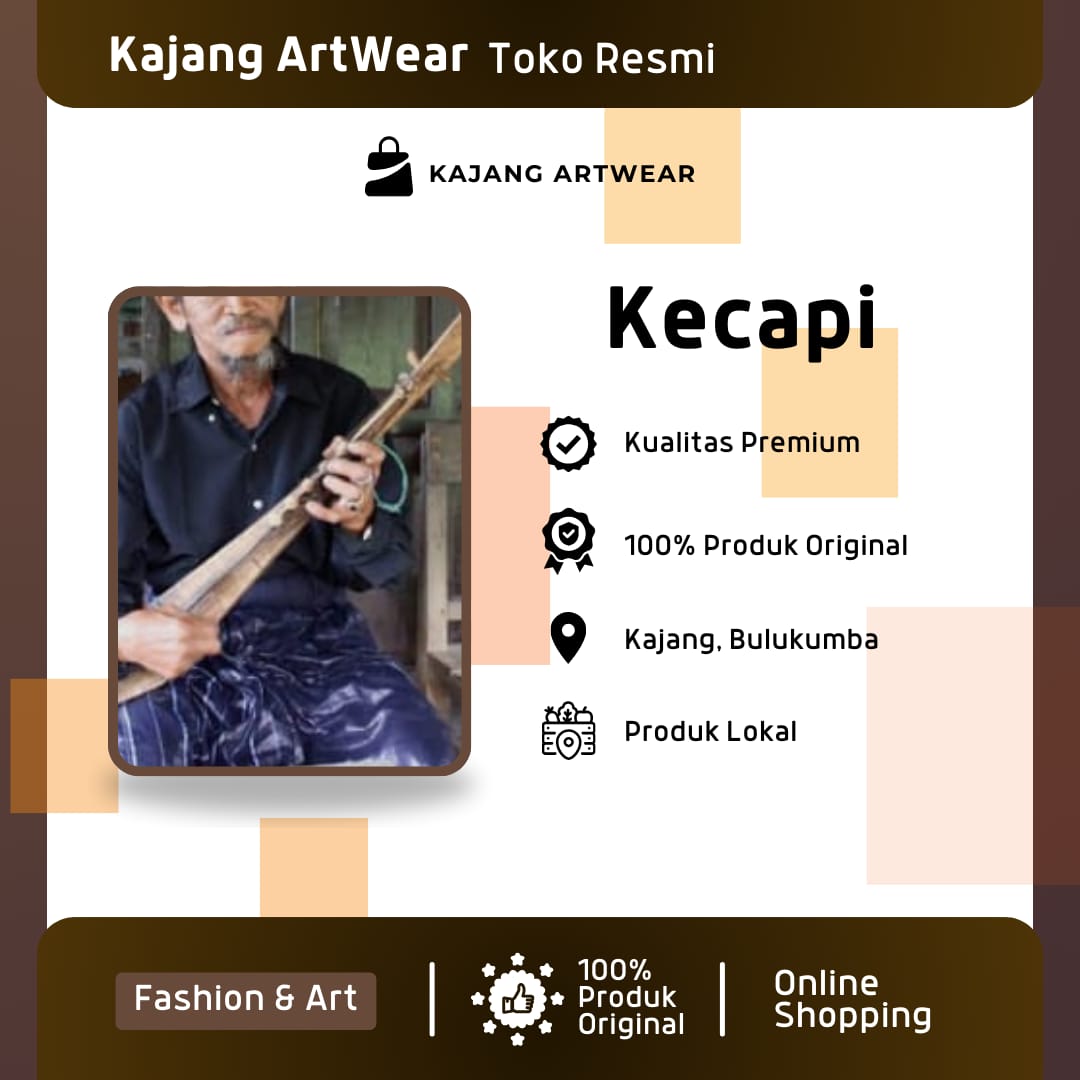 Kajang ArtWear Toko Resmi
KAJANG ARTWEAR
Kecapi
Kualitas Premium
100% Produk Original
Kajang, Bulukumba
Produk Lokal
Fashion & Art
100%
Produk
Original
Online
Shopping